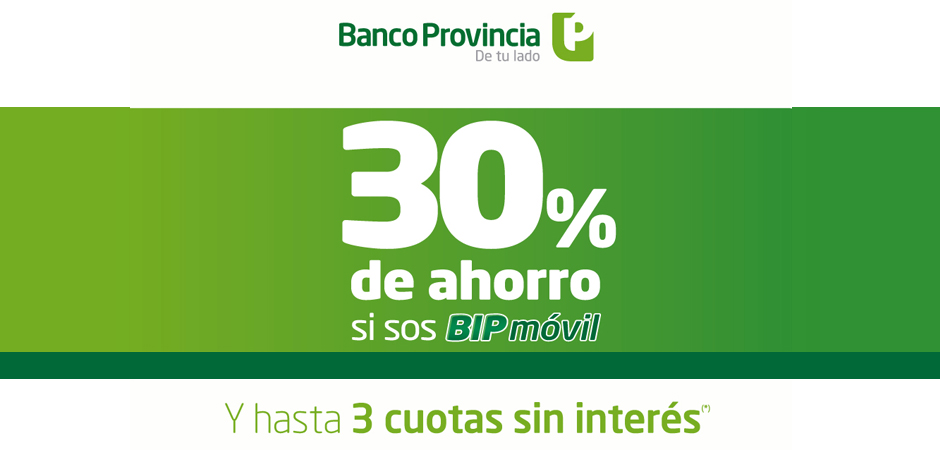 Banco Provincia
De tu lado
30%
de ahorro
si sos BIP móvil
Y hasta 3 cuotas sin interés(*)